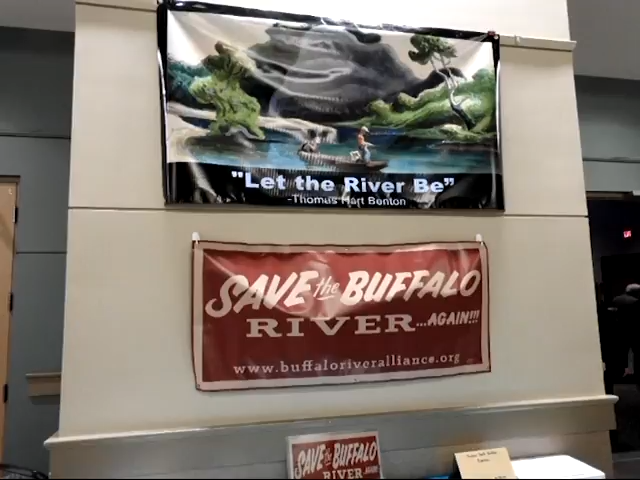 "Let the River Be"
-Thomas Hart Benton
SAVE the BUFFALO
RIVER ...AGAIN!!!
www.buffaloriveralliance.org
SAVE the BUFFALO
RIVER AGAIN!!!